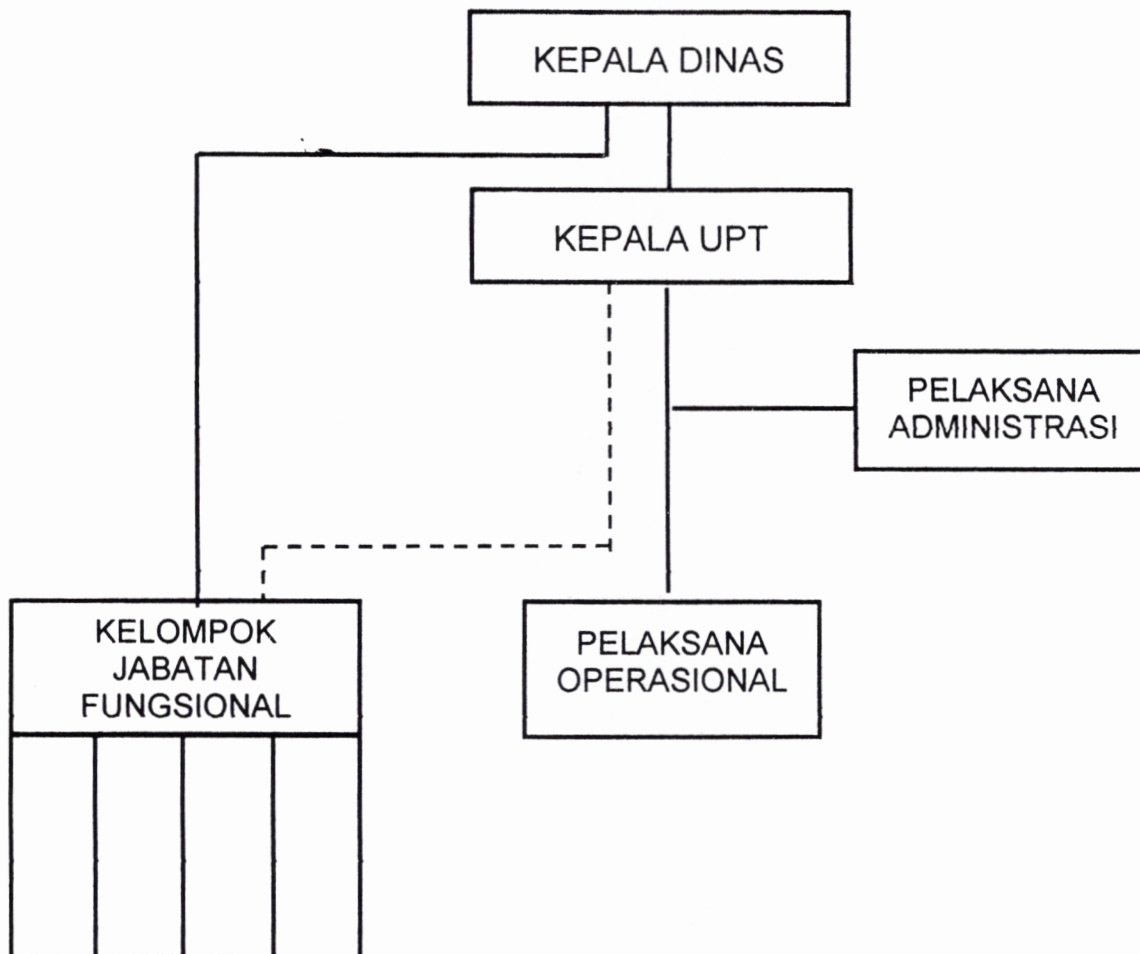 KEPALA DINAS
KEPALA UPT
PELAKSANA
ADMINISTRASI
KELOMPOK
JABATAN
FUNGSIONAL
PELAKSANA
OPERASIONAL